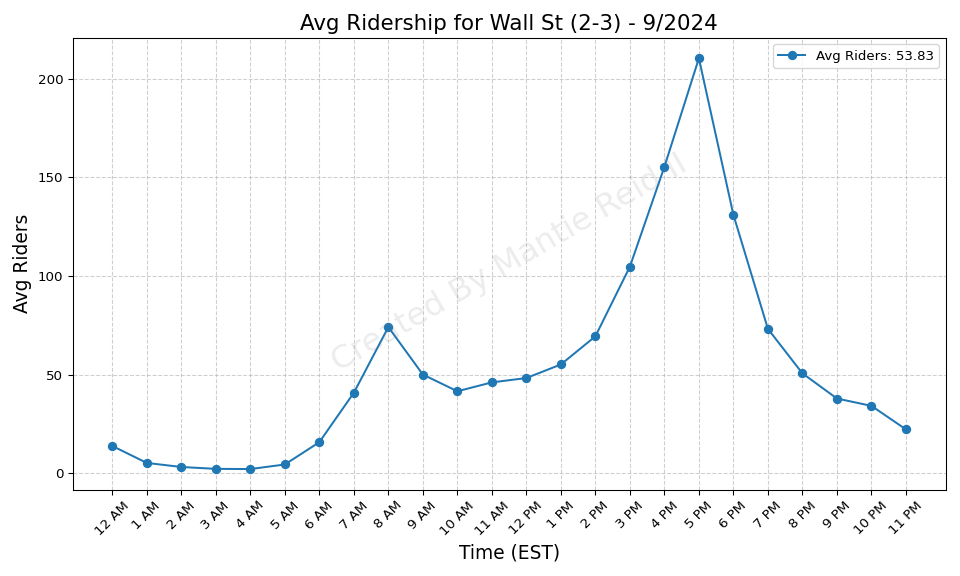 Avg Ridership for Wall St (2-3) - 9/2024
Avg Riders: 53.83
Avg Riders
200
150
100
50
0
Created By Mantle Reidill
12 AM
1 AM
2 AM
3 AM
4 AM
5 AM
6 AM
7 AM
8 AM
9 AM
10 AM
11 AM
12 PM
1 PM
2 PM
3 PM
4 PM
5 PM
6 PM
7 PM
8 PM
9 PM
10 PM
11 PM
Time (EST)